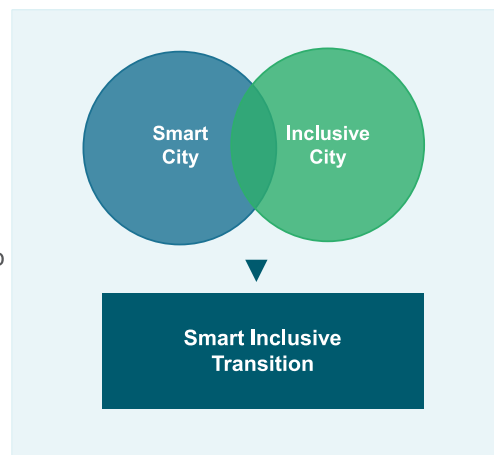 Smart
City
Inclusive
City
Smart Inclusive
Transition